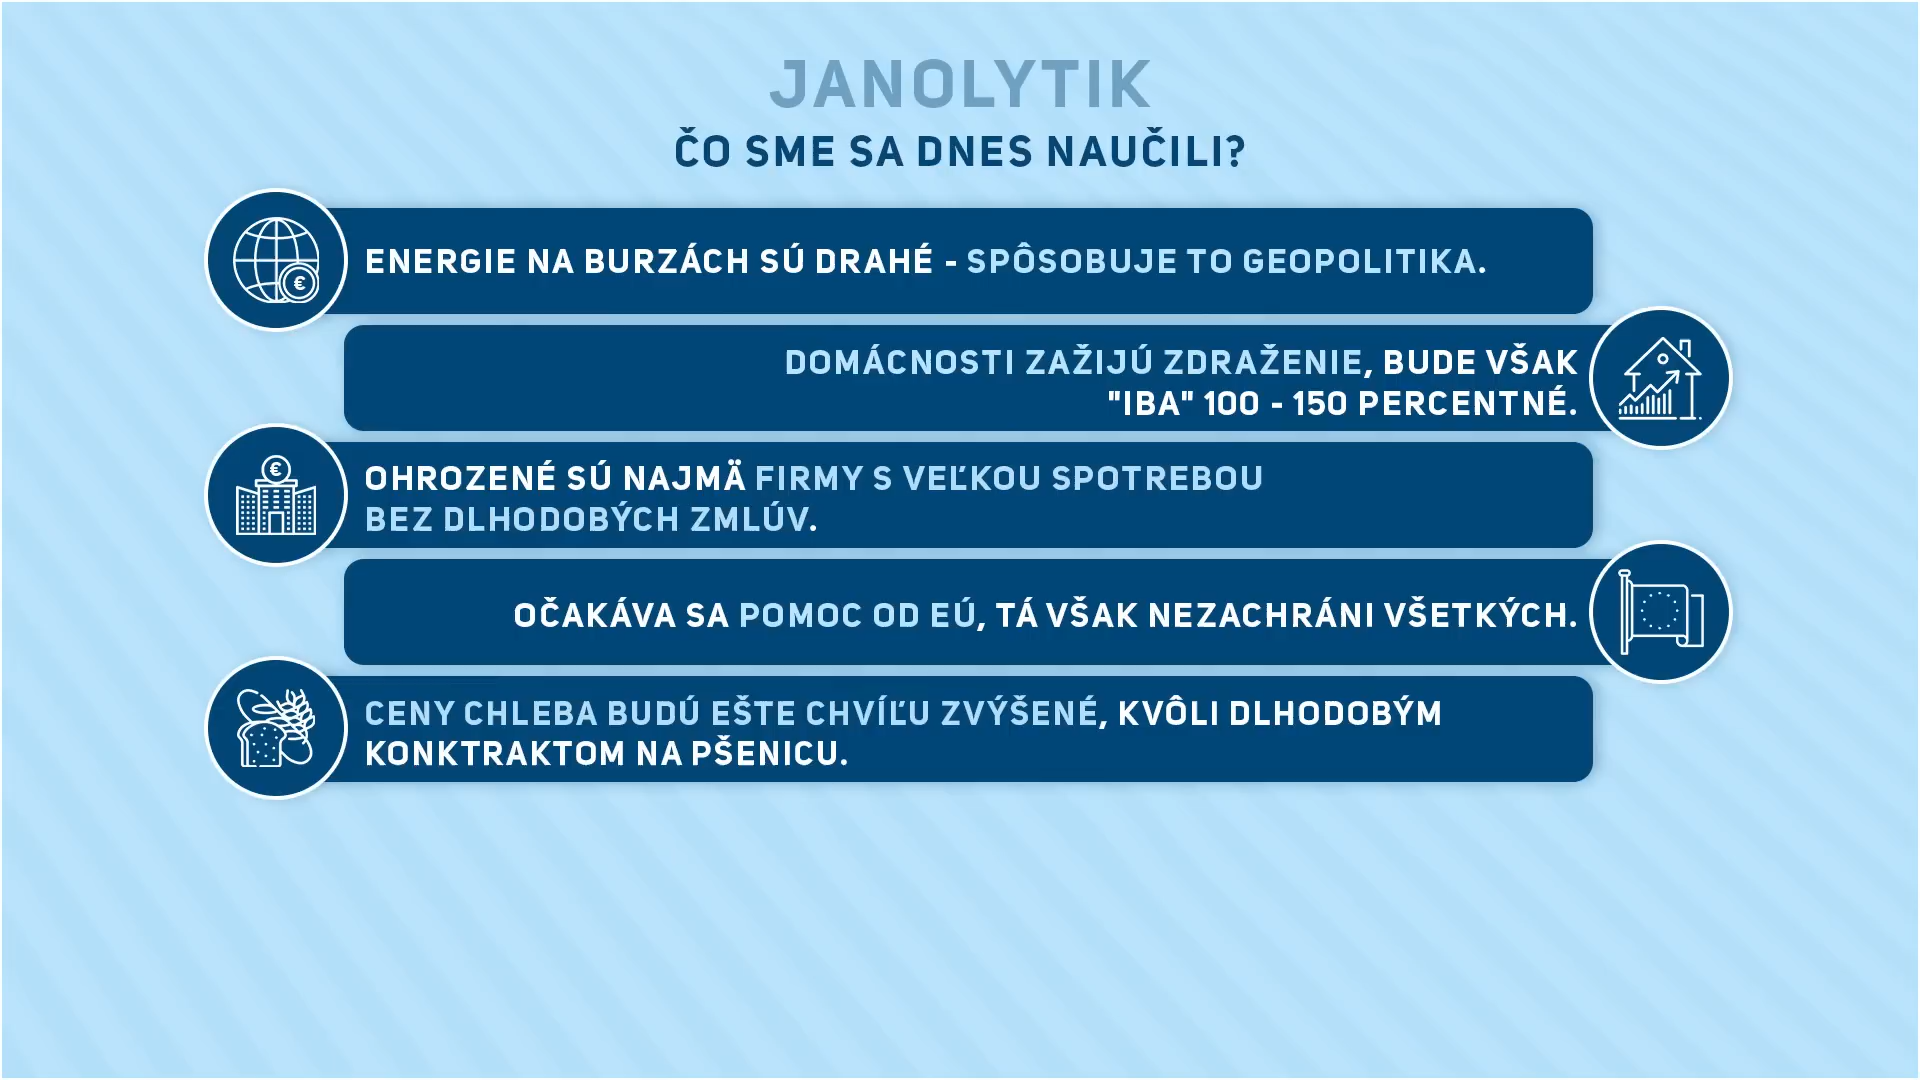 JANOLYTIK
ČO SME SA DNES NAUČILI?
ENERGIE NA BURZÁCH SÚ DRAHÉ - SPÔSOBUJE TO GEOPOLITIKA.
€
DOMÁCNOSTI ZAŽIJÚ ZDRAŽENIE, BUDE VŠAK
"IBA" 100 - 150 PERCENTNÉ.
€
OHROZENÉ SÚ NAJMÄ FIRMY S VEĽKOU SPOTREBOU
BEZ DLHODOBÝCH ZMLÚV.
OČAKÁVA SA POMOC OD EÚ, TÁ VŠAK NEZACHRÁNI VŠETKÝCH.
CENY CHLEBA BUDÚ EŠTE CHVÍĽU ZVÝŠENÉ, KVÔLI DLHODOBÝM
KONKTRAKTOM NA PŠENICU.